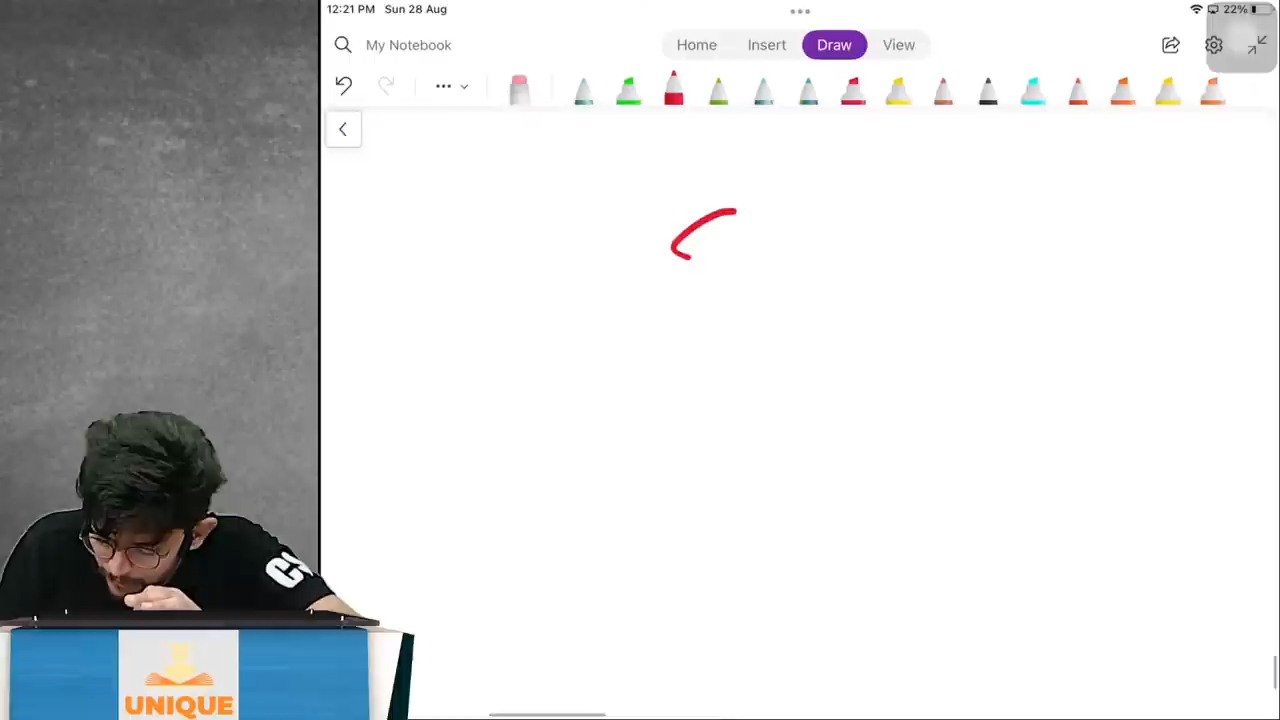 12:21 PM Sun 28 Aug
22%
My Notebook
Home Insert Draw View
UNIQUE